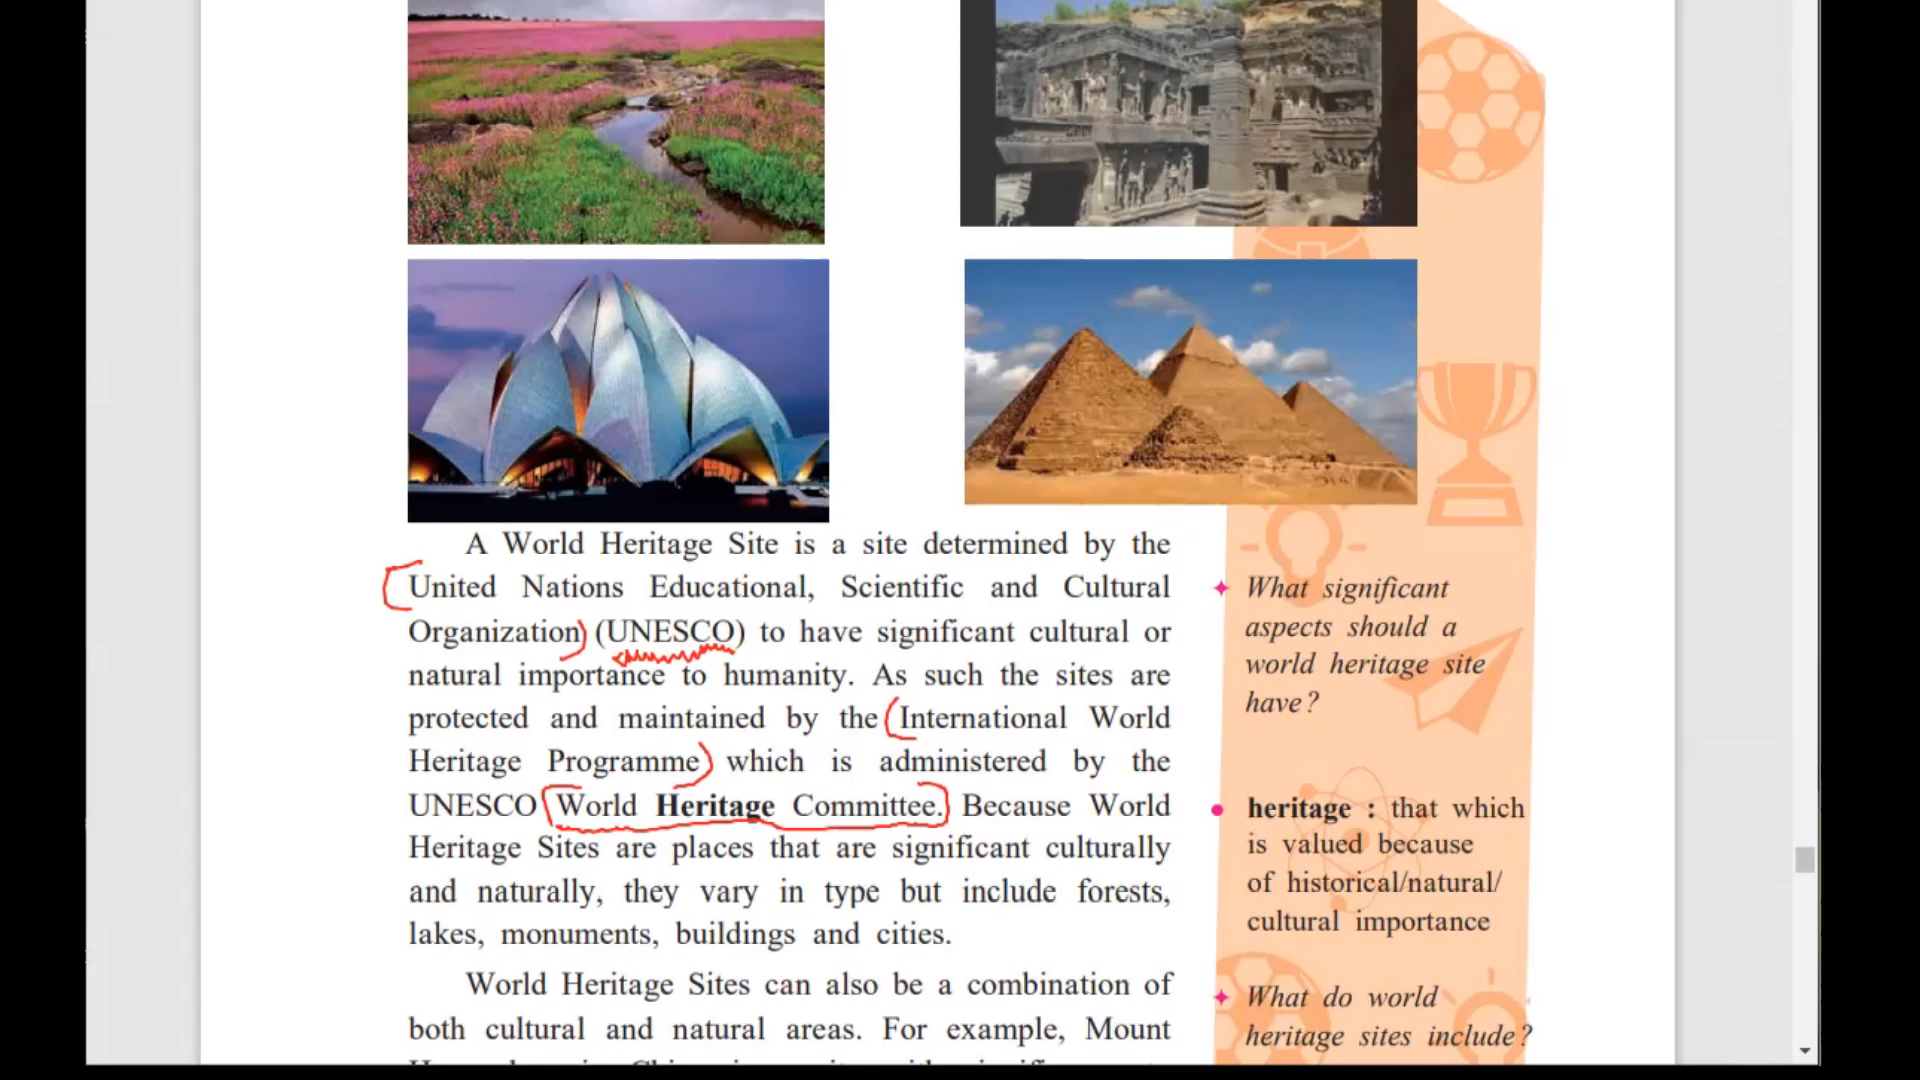 A World Heritage Site is a site determined by the
United Nations Educational, Scientific and Cultural
Organization (UNESCO) to have significant cultural or
natural importance to humanity. As such the sites are
protected and maintained by the International World
Heritage Programme which is administered by the
UNESCO World Heritage Committee. Because World
Heritage Sites are places that are significant culturally
and naturally, they vary in type but include forests,
lakes, monuments, buildings and cities.
World Heritage Sites can also be a combination of
both cultural and natural areas. For example, Mount
What significant
aspects should a
world heritage site
have?
heritage : that which
is valued because
of historical/natural/
cultural importance
What do world
heritage sites include?